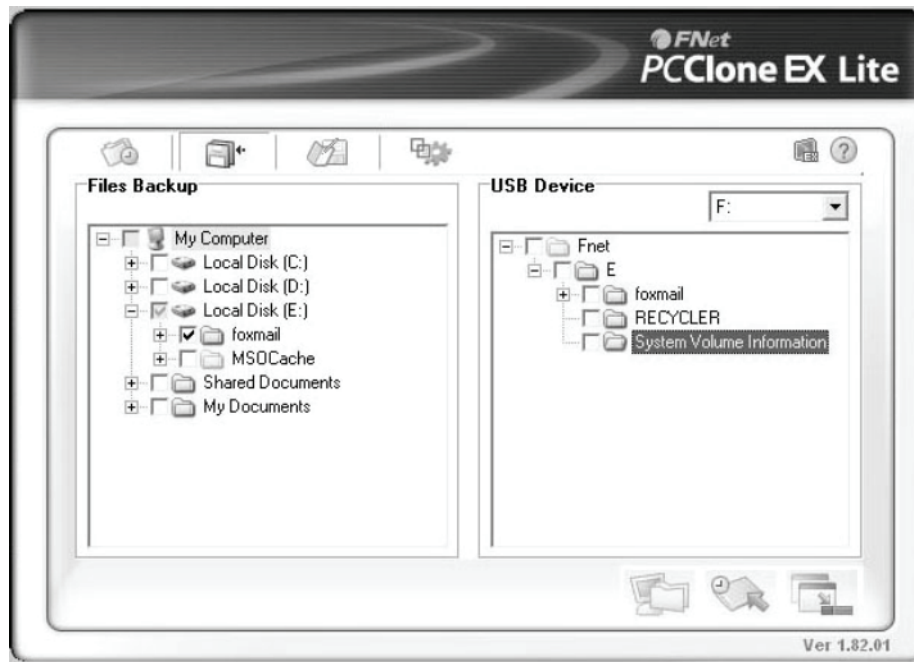 FNet
PCClone EX Lite
EX
?
Files Backup
My Computer
Local Disk (C:)
Local Disk (D:)
Local Disk (E:)
foxmail
MSOCache
Shared Documents
My Documents
USB Device
F:
Fnet
E
foxmail
RECYCLER
System Volume Information
Ver 1.82.01